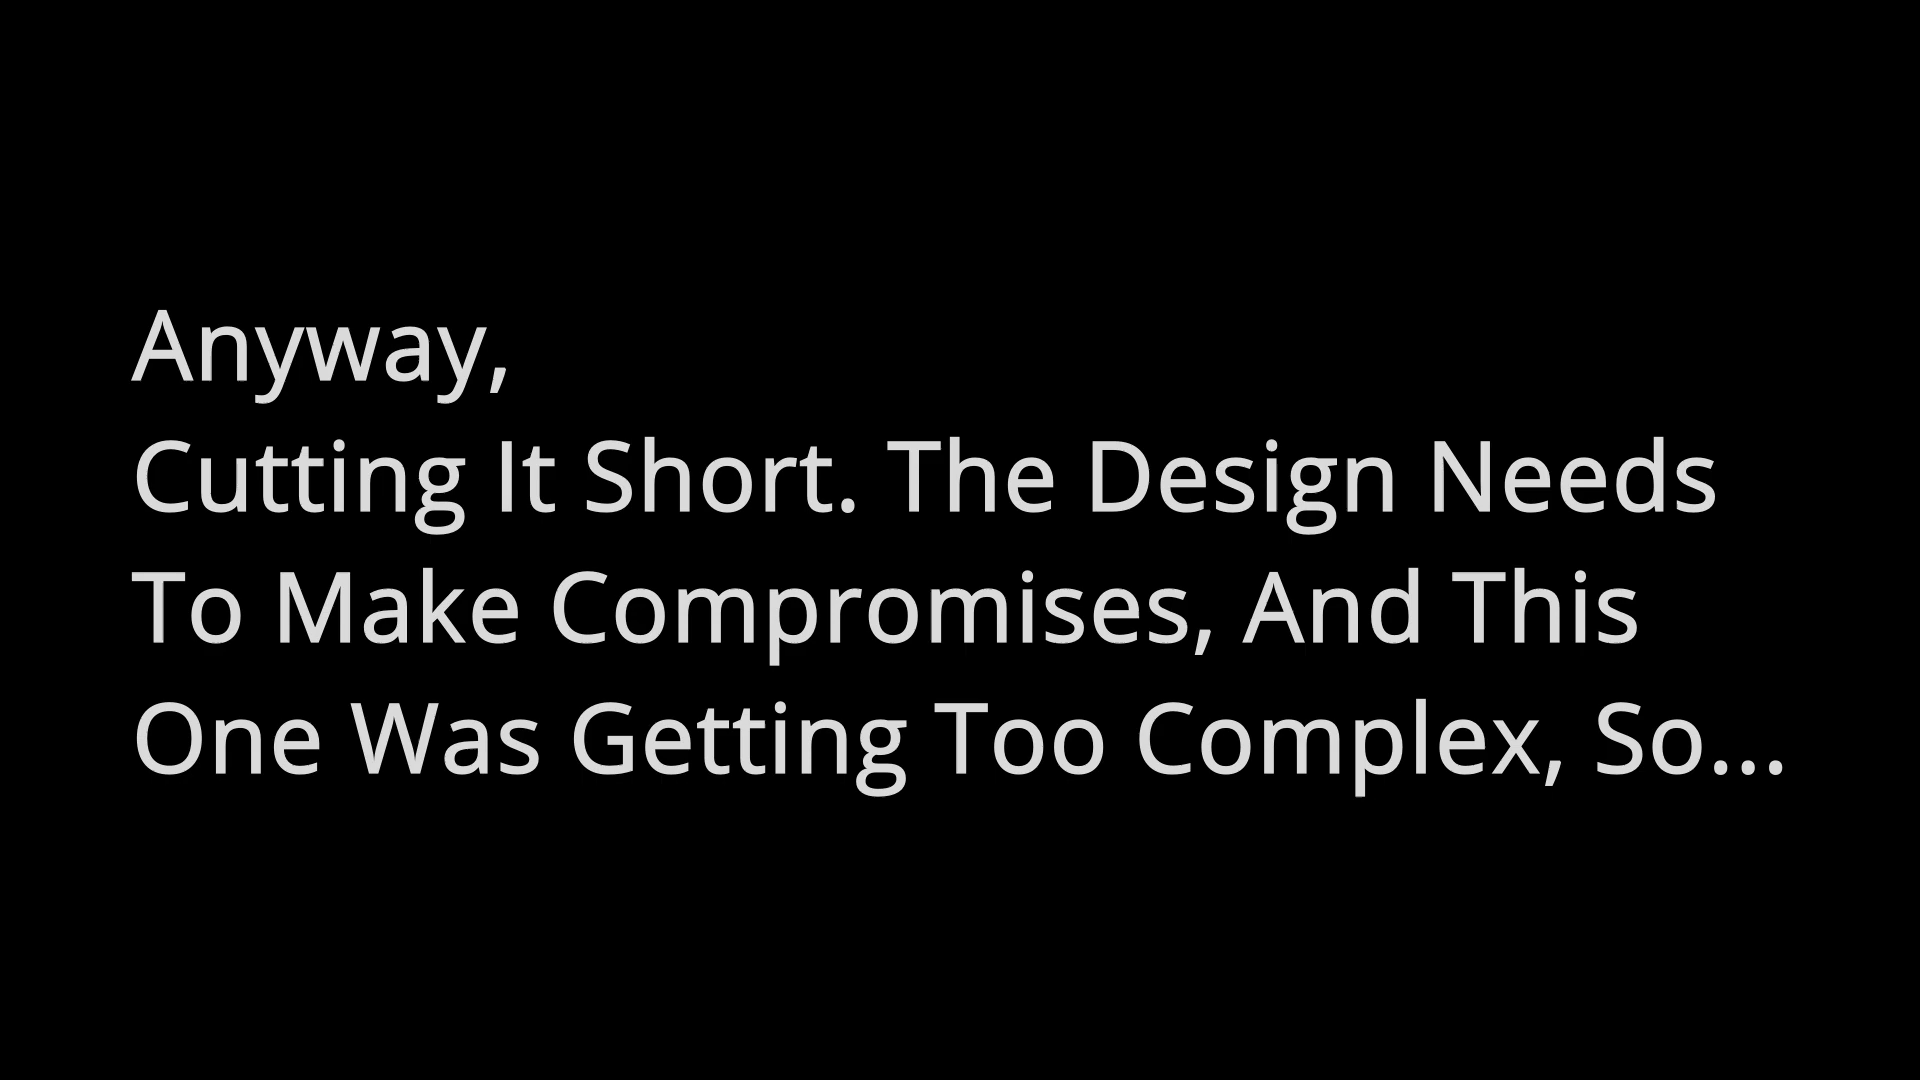 Anyway,
Cutting It Short. The Design Needs
To Make Compromises, And This
One Was Getting Too Complex, So...